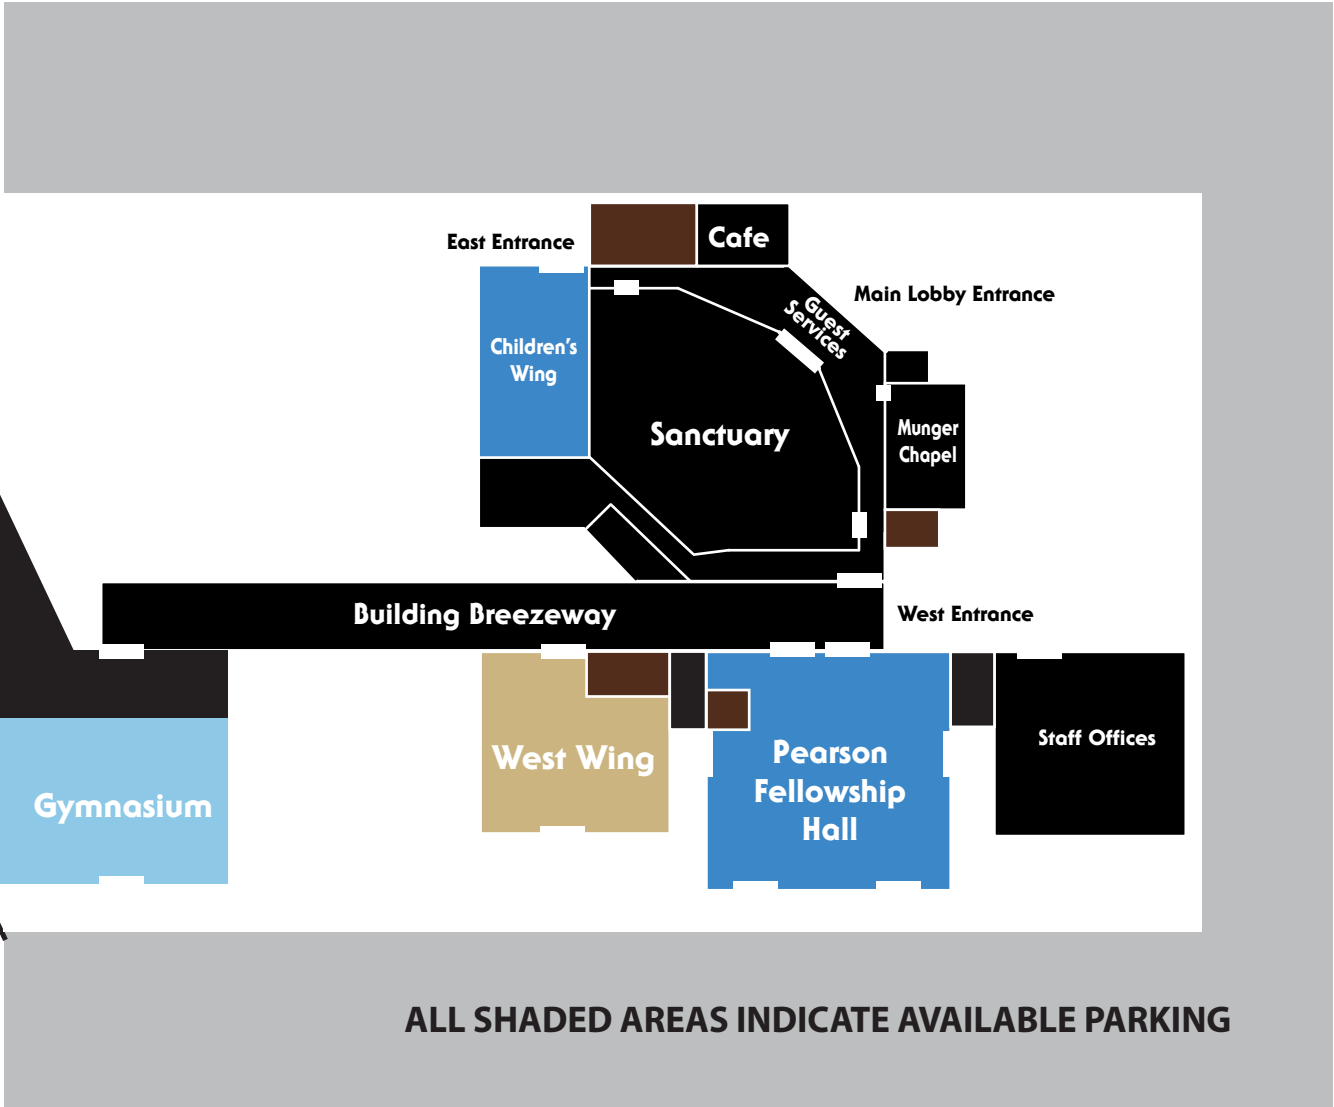 Cafe
East Entrance
Main Lobby Entrance
Guest
Services
Children's
Wing
Sanctuary
Munger
Chapel
Building Breezeway
West Entrance
West Wing
Pearson
Fellowship
Hall
Staff Offices
Gymnasium
ALL SHADED AREAS INDICATE AVAILABLE PARKING